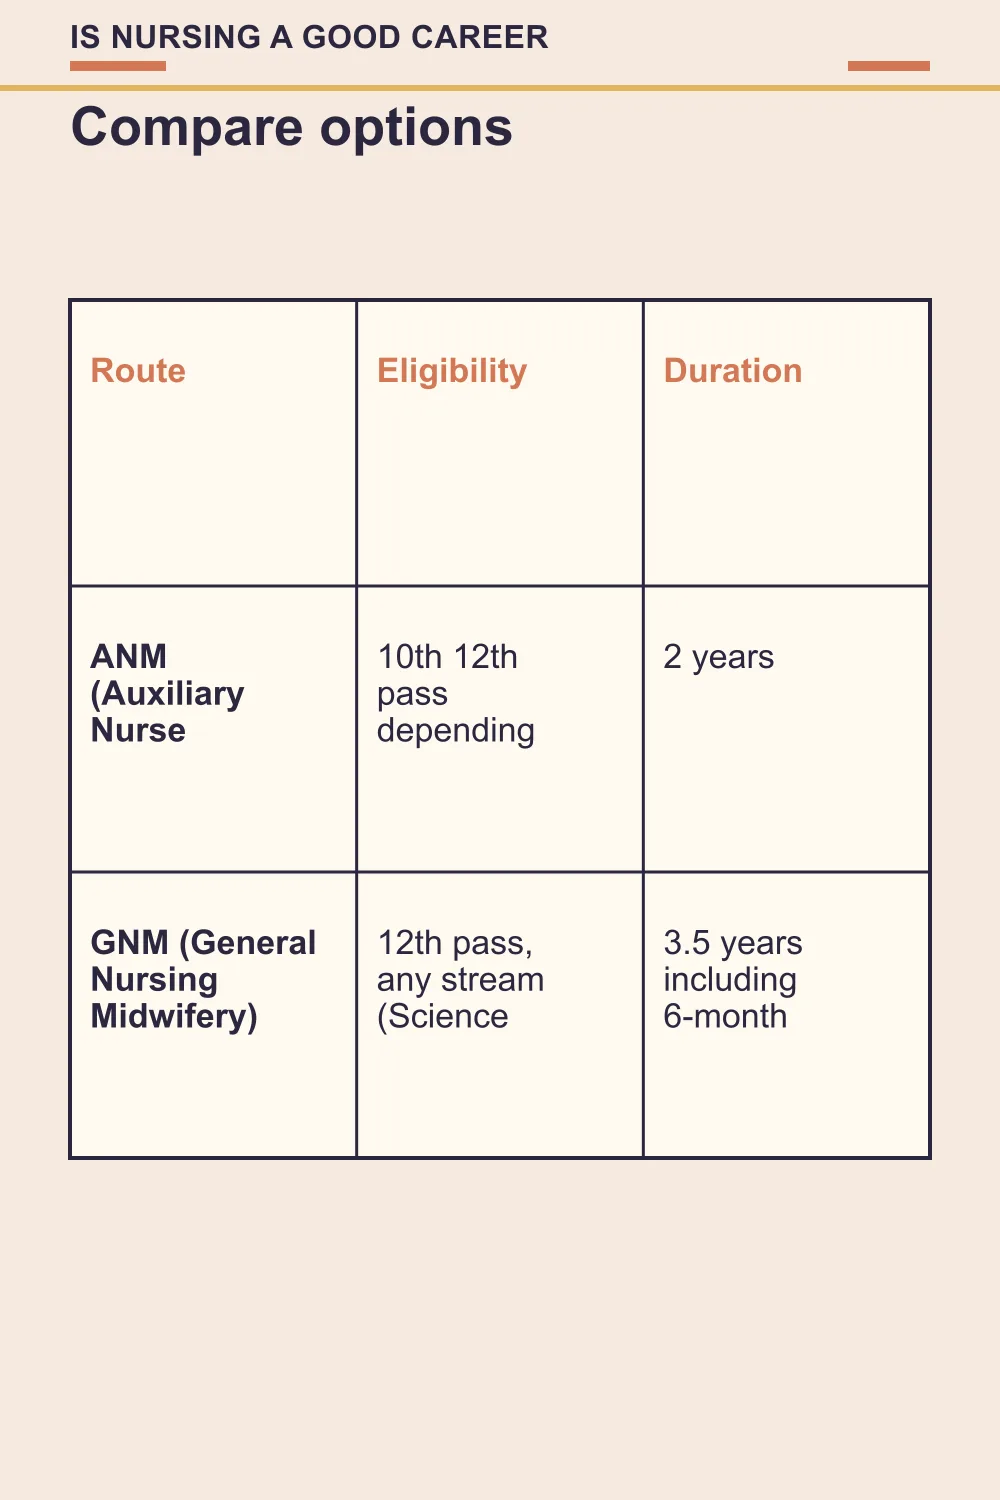 IS NURSING A GOOD CAREER
Compare options
Route
Eligibility
Duration
ANM
(Auxiliary
Nurse
10th 12th
pass
depending
2 years
GNM (General
Nursing
Midwifery)
12th pass,
any stream
(Science
3.5 years
including
6-month